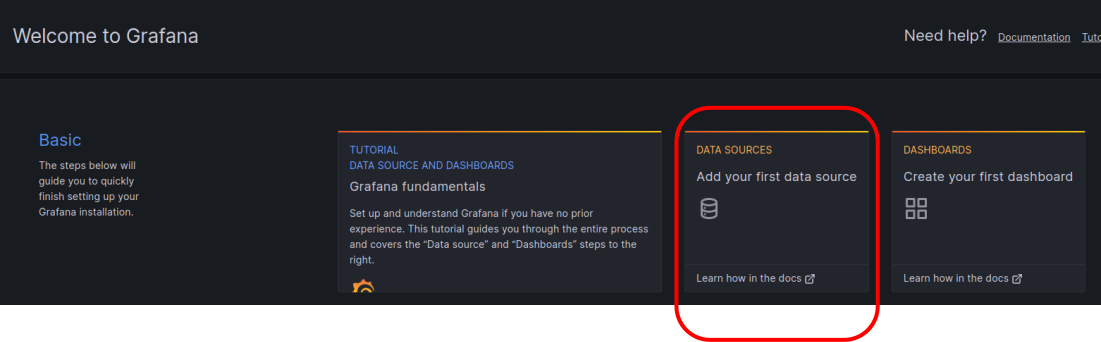 Welcome to Grafana
Need help? Documentation
Basic
The steps below will
guide you to quickly
finish setting up your
Grafana installation.
TUTORIAL
DATA SOURCE AND DASHBOARDS
Grafana fundamentals
Set up and understand Grafana if you have no prior
experience. This tutorial guides you through the entire process
and covers the “Data source” and “Dashboards” steps to the
right.
DATA SOURCES
Add your first data source
Learn how in the docs
DASHBOARDS
Create your first dashboard
Learn how in the docs